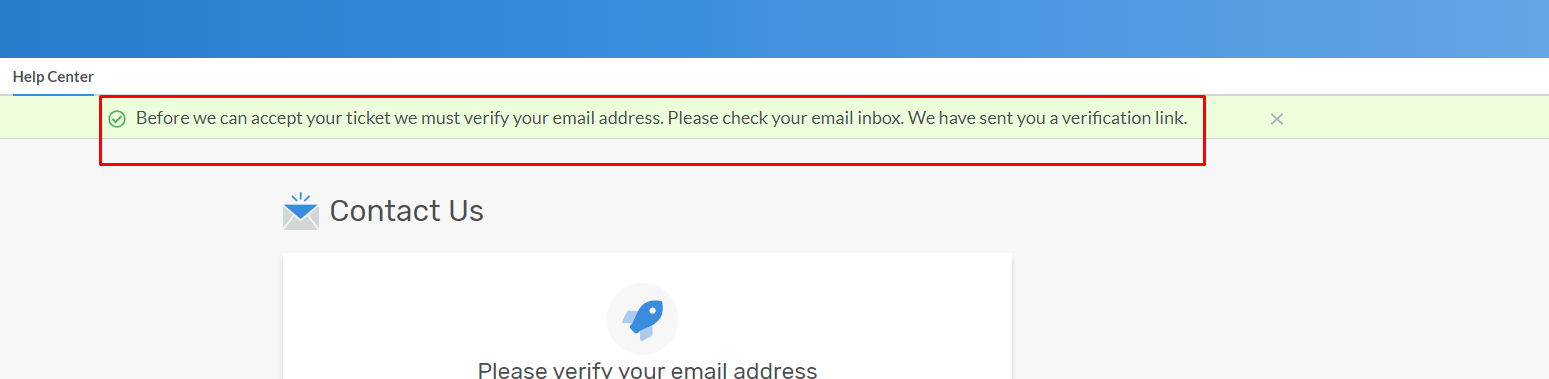 Help Center
Before we can accept your ticket we must verify your email address. Please check your email inbox. We have sent you a verification link.
Contact Us
Please verify your email address